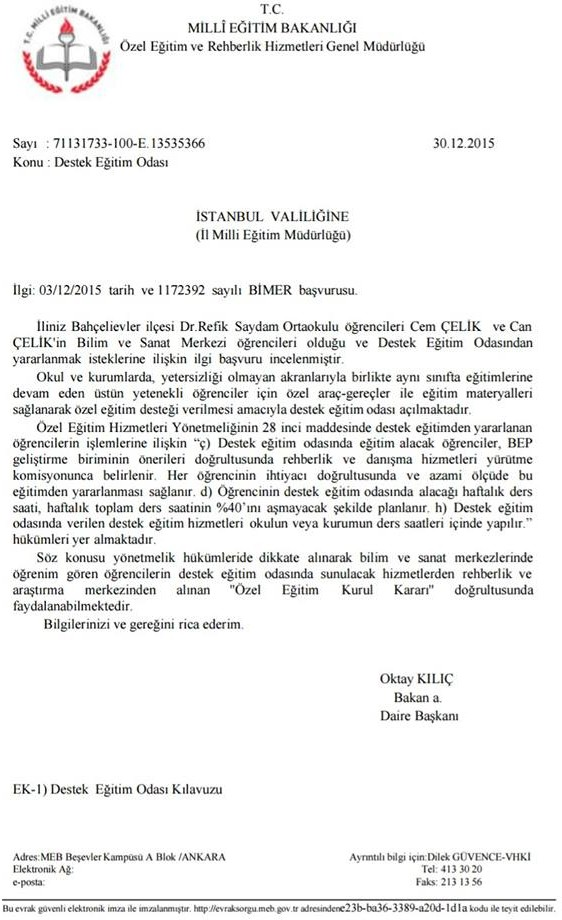 T.C. MİLLİ EĞİTİM BAKANLIĞI
T.C.
MİLLÎ EĞİTİM BAKANLIĞI
Özel Eğitim ve Rehberlik Hizmetleri Genel Müdürlüğü
Sayı : 71131733-100-E.13535366 30.12.2015
Konu : Destek Eğitim Odası
İSTANBUL VALİLİĞİNE
(İl Milli Eğitim Müdürlüğü)
İlgi: 03/12/2015 tarih ve 1172392 sayılı BİMER başvurusu.
İliniz Bahçelievler ilçesi Dr.Refik Saydam Ortaokulu öğrencileri Cem ÇELİK ve Can
ÇELİK'in Bilim ve Sanat Merkezi öğrencileri olduğu ve Destek Eğitim Odasından
yararlanmak isteklerine ilişkin ilgi başvuru incelenmiştir.
Okul ve kurumlarda, yetersizliği olmayan akranlarıyla birlikte aynı sınıfta eğitimlerine
devam eden üstün yetenekli öğrenciler için özel araç-gereçler ile eğitim materyalleri
sağlanarak özel eğitim desteği verilmesi amacıyla destek eğitim odası açılmaktadır.
Özel Eğitim Hizmetleri Yönetmeliğinin 28 inci maddesinde destek eğitimden yararlanan
öğrencilerin işlemlerine ilişkin “ç) Destek eğitim odasında eğitim alacak öğrenciler, BEP
geliştirme biriminin önerileri doğrultusunda rehberlik ve danışma hizmetleri yürütme
komisyonunca belirlenir. Her öğrencinin ihtiyacı doğrultusunda ve azami ölçüde bu
eğitimden yararlanması sağlanır. d) Öğrencinin destek eğitim odasında alacağı haftalık ders
saati, haftalık toplam ders saatinin %40’ını aşmayacak şekilde planlanır. h) Destek eğitim
odasında verilen destek eğitim hizmetleri okulun veya kurumun ders saatleri içinde yapılır.”
hükümleri yer almaktadır.
Söz konusu yönetmelik hükümleride dikkate alınarak bilim ve sanat merkezlerinde
öğrenim gören öğrencilerin destek eğitim odasında sunulacak hizmetlerden rehberlik ve
araştırma merkezinden alınan "Özel Eğitim Kurul Kararı" doğrultusunda
faydalanabilmektedir.
Bilgilerinizi ve gereğini rica ederim.
Oktay KILIÇ
Bakan a.
Daire Başkanı
EK-1) Destek Eğitim Odası Kılavuzu
Adres:MEB Beşevler Kampüsü A Blok /ANKARA Ayrıntılı bilgi için:Dilek GÜVENCE-VHKİ
Elektronik Ağ: Tel: 413 30 20
e-posta: Faks: 213 13 56
Bu evrak güvenli elektronik imza ile imzalanmıştır. http://evraksorgu.meb.gov.tr adresindene23b-ba36-3389-a20d-1d1a kodu ile teyit edilebilir.